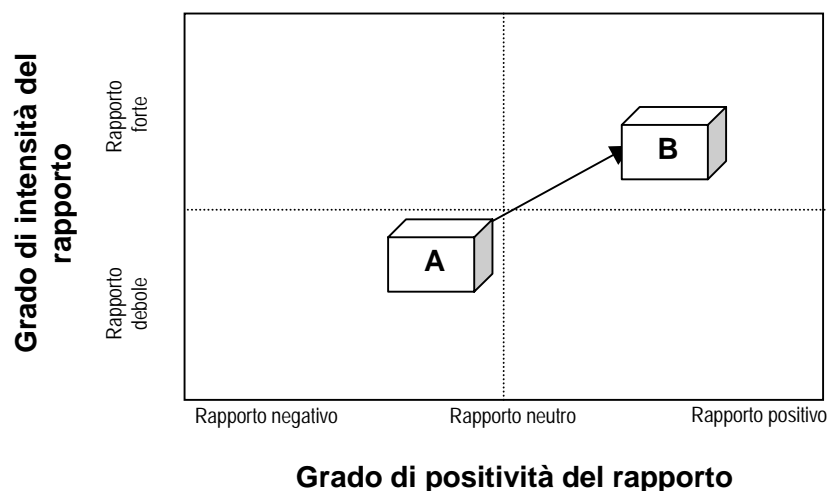 Grado di intensità del
rapporto
Rapporto
forte
Rapporto
debole
B
A
Rapporto negativo
Rapporto neutro
Rapporto positivo
Grado di positività del rapporto